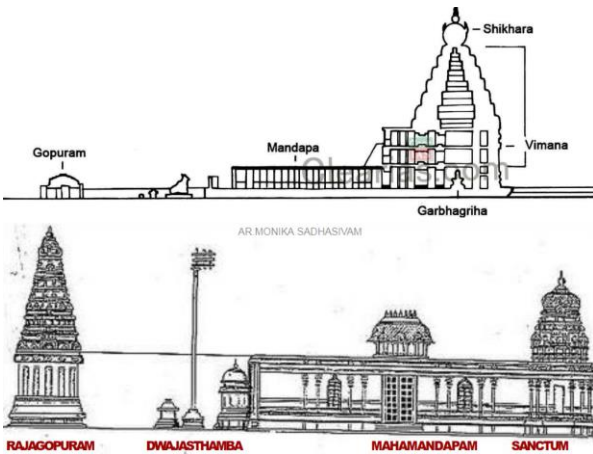 Shikhara
Vimana
Mandapa
Gopuram
Garbhagriha
AR.MONIKA SADHASIVAM
RAJAGOPURAM DWAJASTHAMBA MAHAMANDAPAM SANCTUM